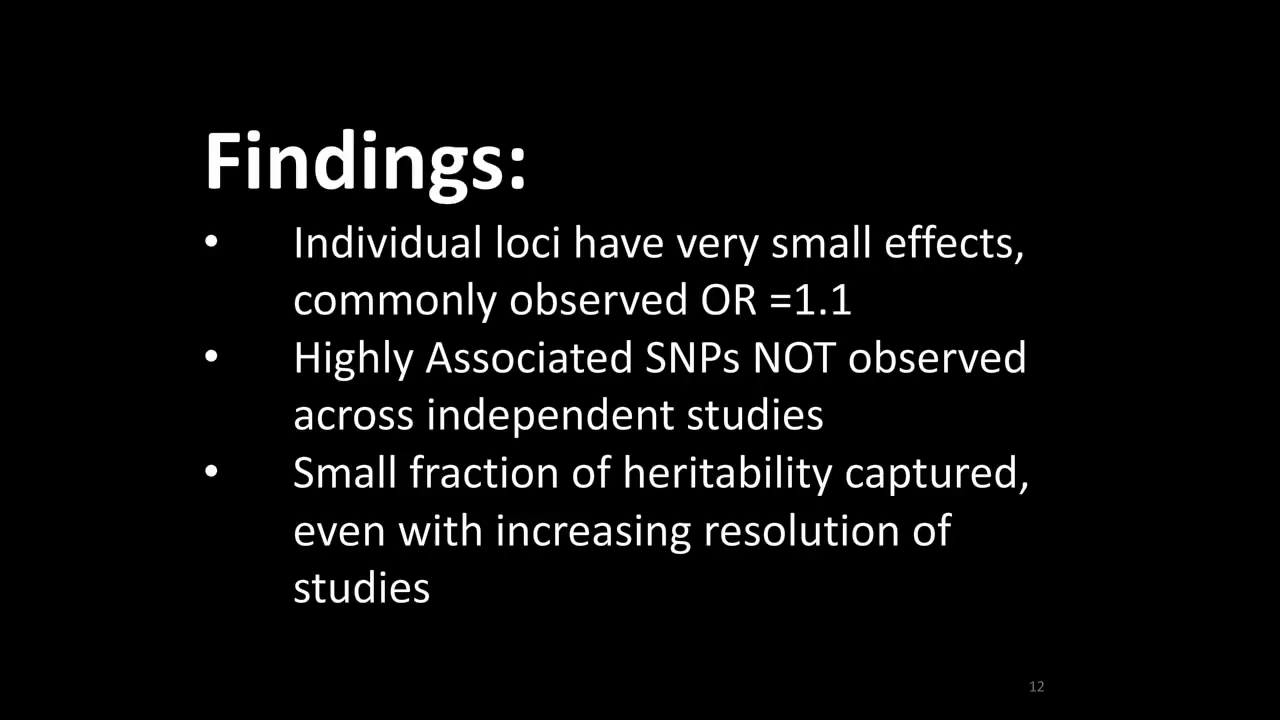 Findings:
• Individual loci have very small effects,
commonly observed OR =1.1
• Highly Associated SNPs NOT observed
across independent studies
• Small fraction of heritability captured,
even with increasing resolution of
studies
12